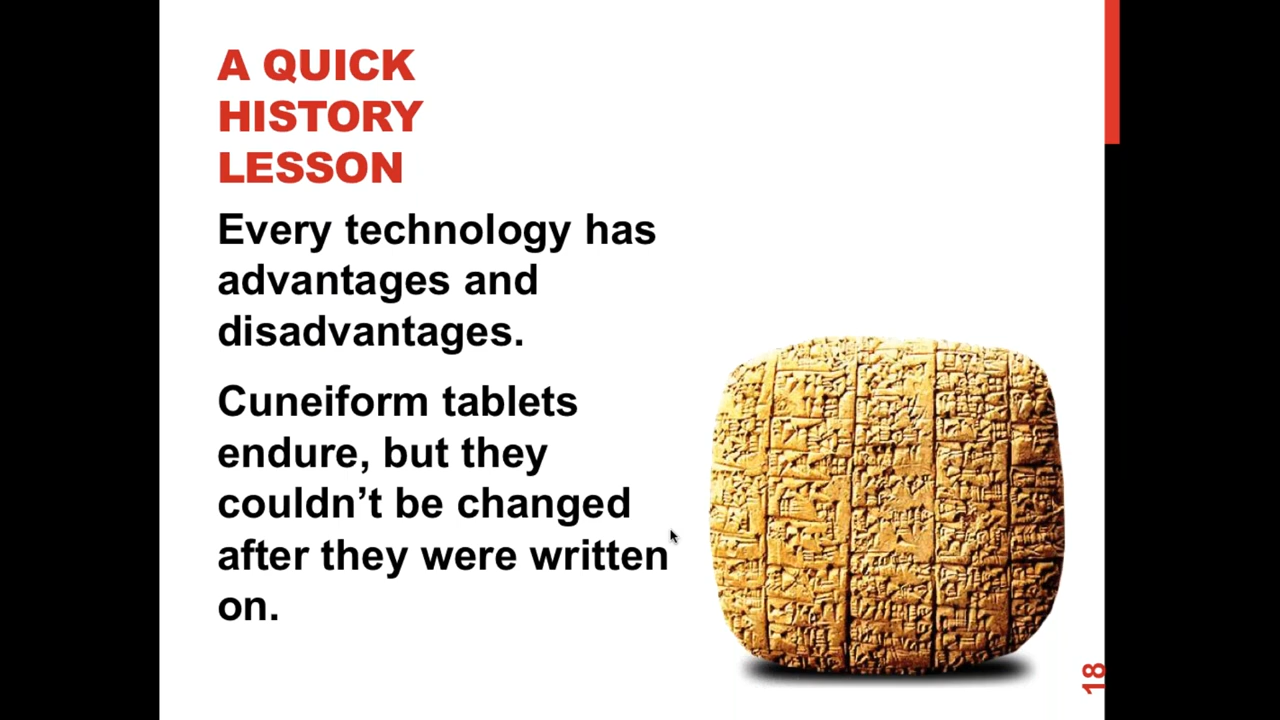 A QUICK
HISTORY
LESSON
Every technology has
advantages and
disadvantages.
Cuneiform tablets
endure, but they
couldn’t be changed
after they were written
on.
18